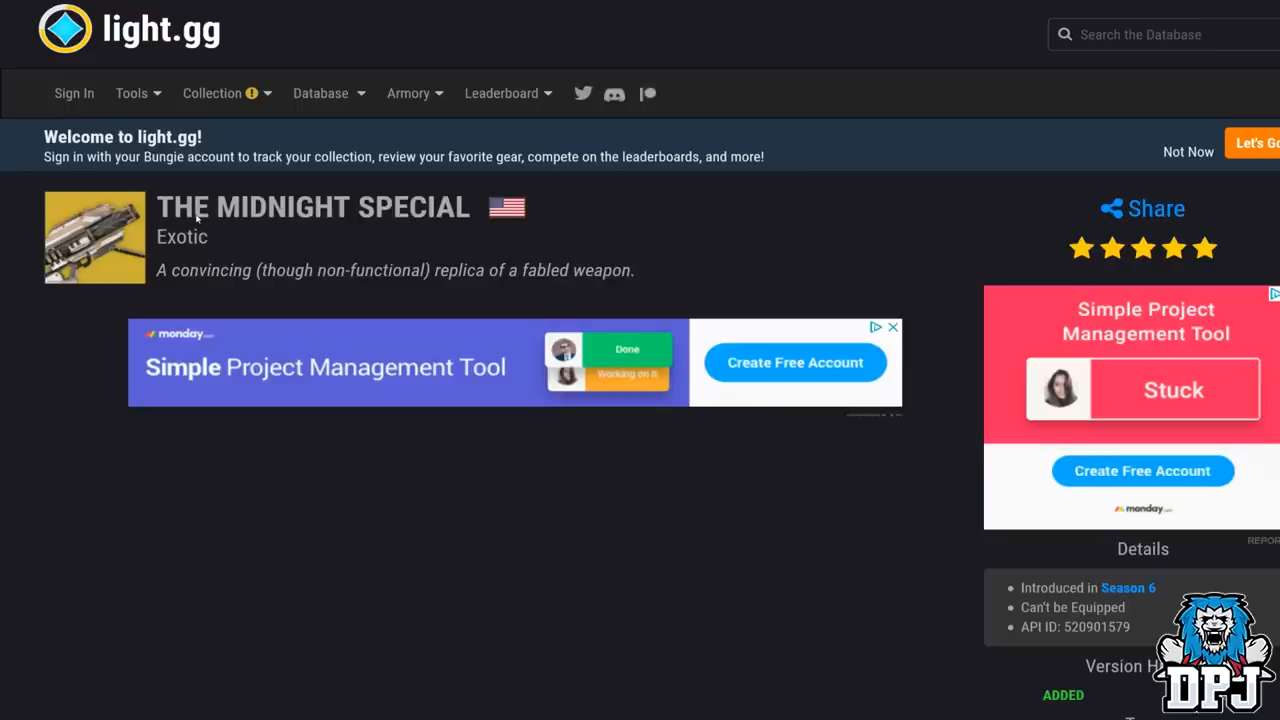 light.gg
Search the Database
Sign In Tools Collection Database Armory Leaderboard
Welcome to light.gg!
Sign in with your Bungie account to track your collection, review your favorite gear, compete on the leaderboards, and more!
Not Now
Let's Go
THE MIDNIGHT SPECIAL
Exotic
A convincing (though non-functional) replica of a fabled weapon.
Share
monday.com
Simple Project Management Tool
Done
Working on it
Create Free Account
Simple Project
Management Tool
Stuck
Create Free Account
monday.com
REPOR
Details
Introduced in Season 6
Can't be Equipped
API ID: 520901579
Version H
ADDED
DPJ